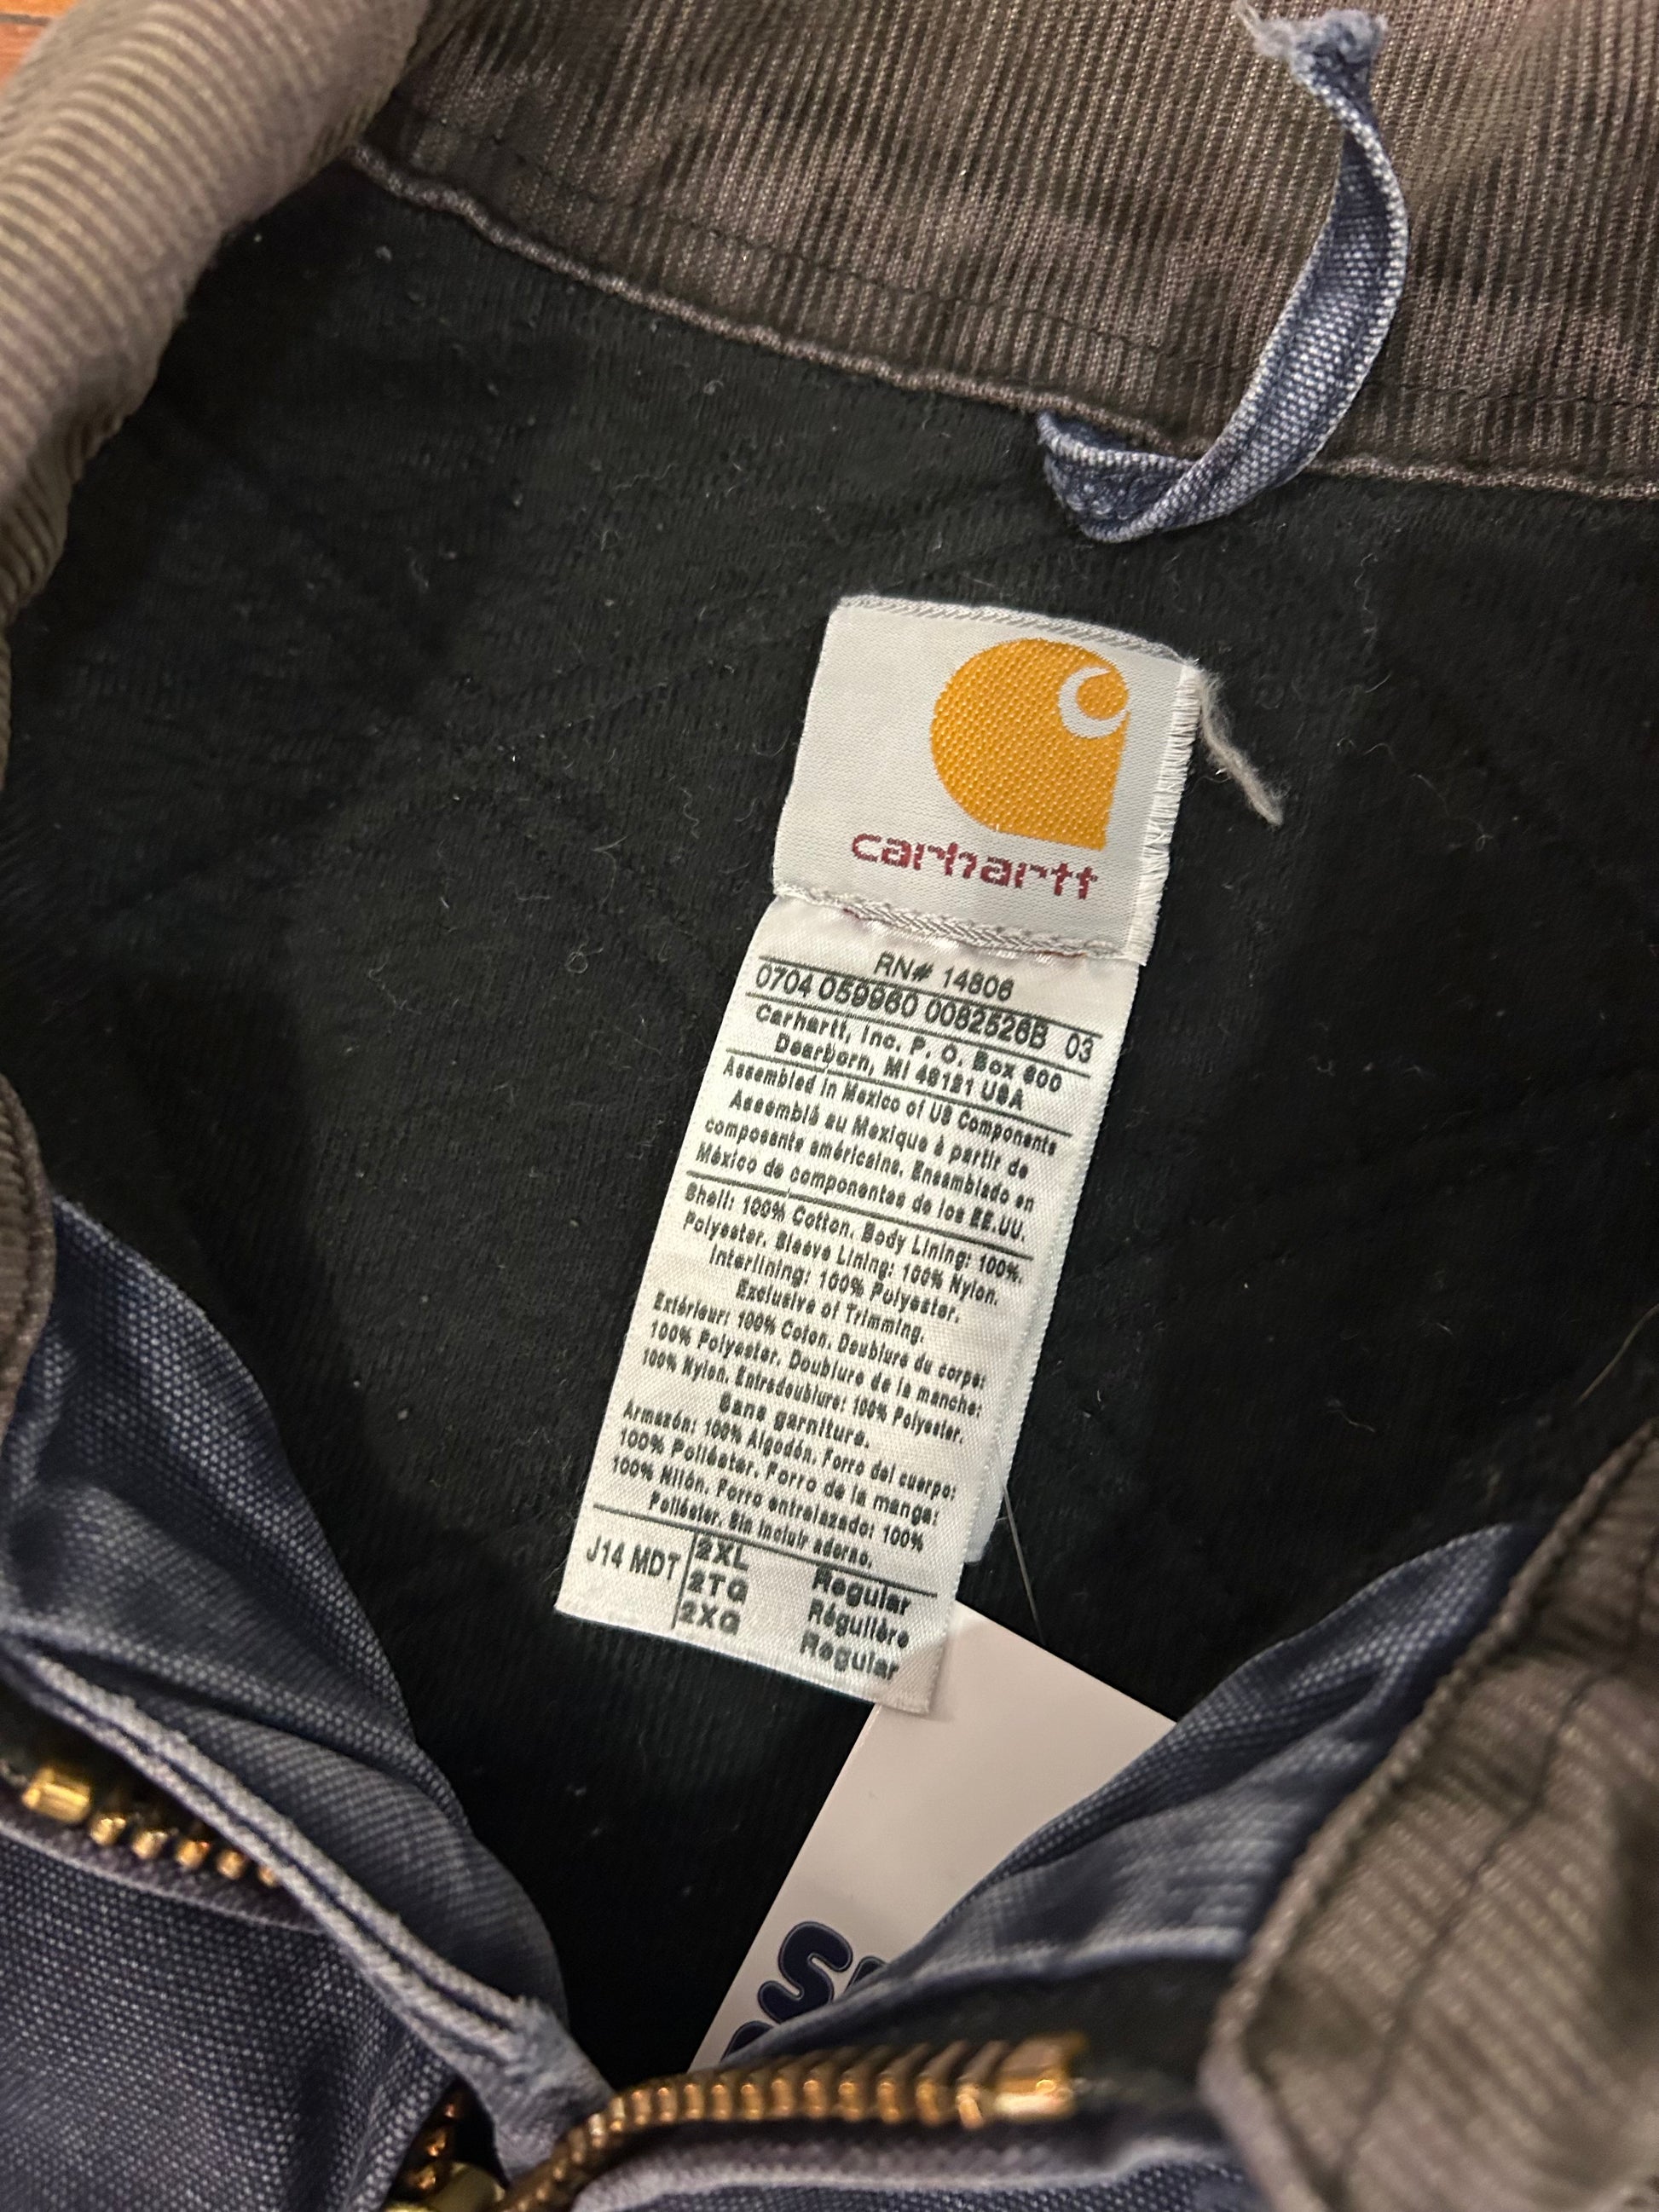 carhartt
RN# 14806
0704 059960 0082526B 03
Carhartt, Inc. P. O. Box 600
Dearborn, MI 48121 USA
Assembled in Mexico of US Components
Assemblé au Mexique à partir de
composants américains. Ensamblado en
México de componentes de los EE.UU.
Shell: 100% Cotton. Body Lining: 100%
Polyester. Sleeve Lining: 100% Nylon.
Interlining: 100% Polyester.
Exclusive of Trimming.
Extérieur: 100% Coton. Doublure du corps:
100% Polyester. Doublure de la manche:
100% Nylon. Entredoublure: 100% Polyester.
Sans garniture.
Armazón: 100% Algodón. Forro del cuerpo:
100% Poliéster. Forro de la manga:
100% Nilón. Forro entrelazado: 100%
Poliéster. Sin incluir adorno.
J14 MDT 2XL Regular
2TG Régulière
2XG Regular